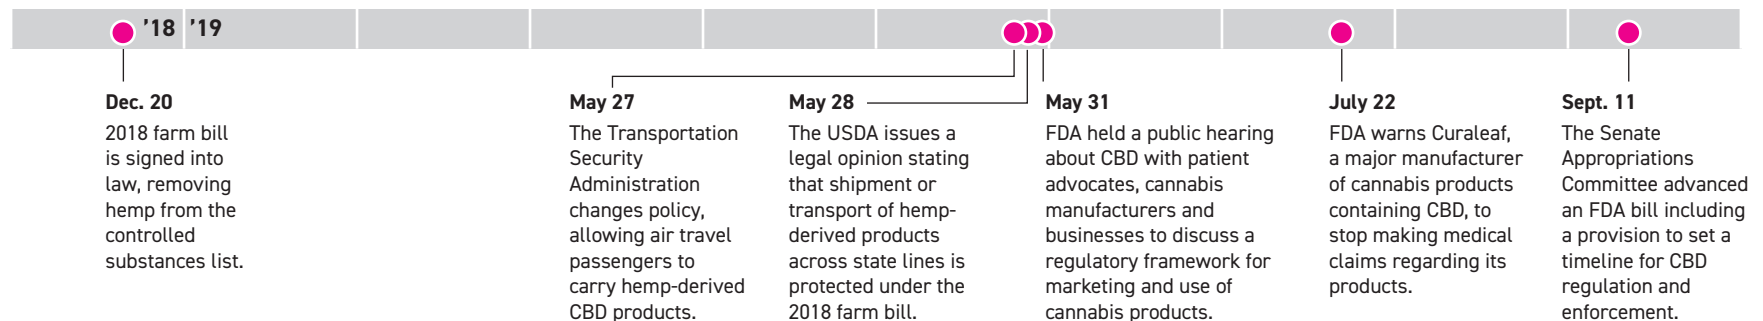 ’18 ’19
Dec. 20
2018 farm bill
is signed into
law, removing
hemp from the
controlled
substances list.
May 27
The Transportation
Security
Administration
changes policy,
allowing air travel
passengers to
carry hemp-derived
CBD products.
May 28
The USDA issues a
legal opinion stating
that shipment or
transport of hemp-
derived products
across state lines is
protected under the
2018 farm bill.
May 31
FDA held a public hearing
about CBD with patient
advocates, cannabis
manufacturers and
businesses to discuss a
regulatory framework for
marketing and use of
cannabis products.
July 22
FDA warns Curaleaf,
a major manufacturer
of cannabis products
containing CBD, to
stop making medical
claims regarding its
products.
Sept. 11
The Senate
Appropriations
Committee advanced
an FDA bill including
a provision to set a
timeline for CBD
regulation and
enforcement.